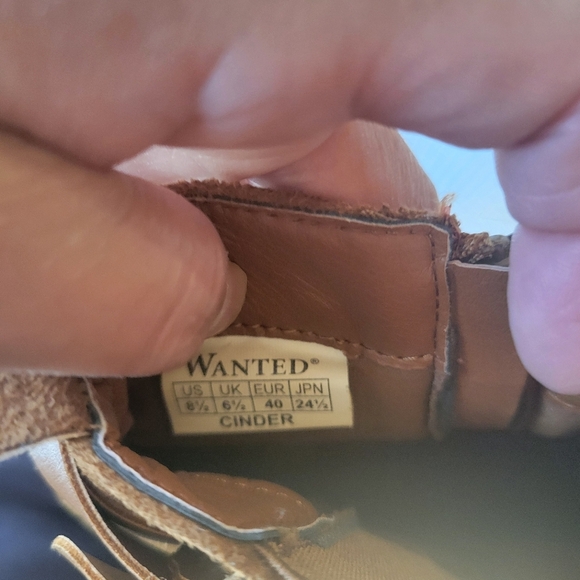 WANTED®
US UK EUR JPN
8½ 6½ 40 24½
CINDER